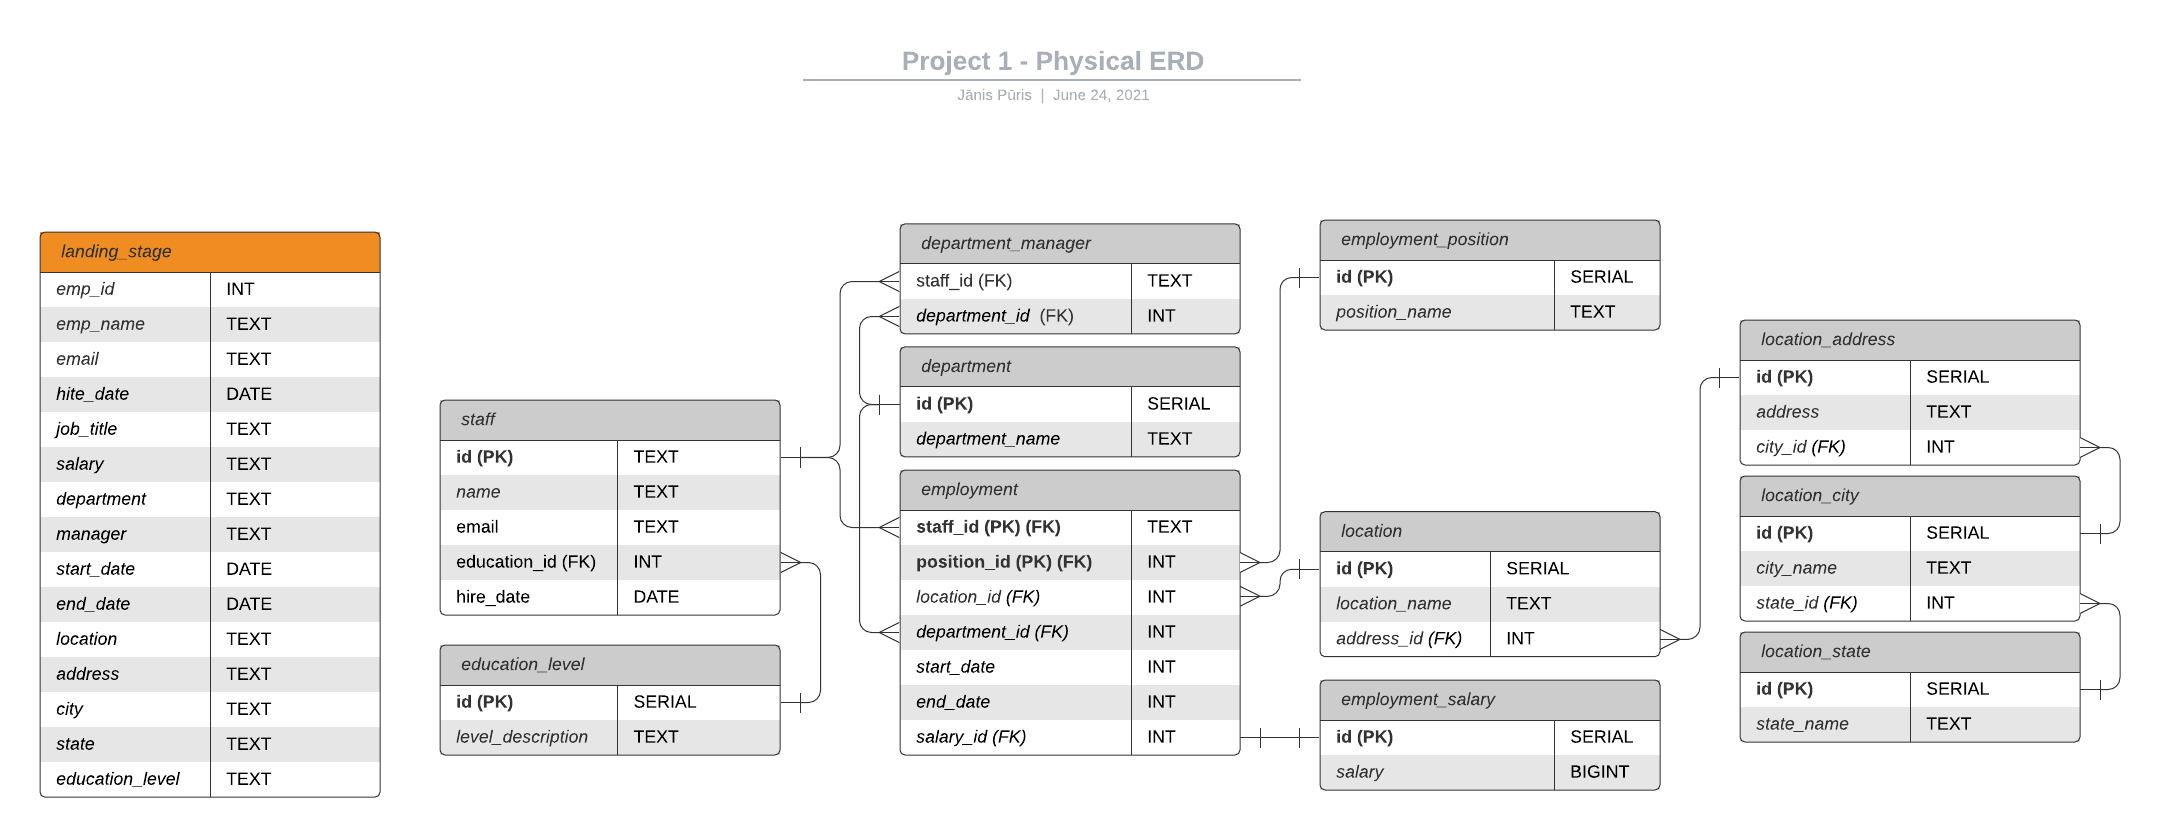 Project 1 - Physical ERD
Jānis Pūris | June 24, 2021
landing_stage
emp_id INT
emp_name TEXT
email TEXT
hite_date DATE
job_title TEXT
salary TEXT
department TEXT
manager TEXT
start_date DATE
end_date DATE
location TEXT
address TEXT
city TEXT
state TEXT
education_level TEXT
staff
id (PK) TEXT
name TEXT
email TEXT
education_id (FK) INT
hire_date DATE
education_level
id (PK) SERIAL
level_description TEXT
department_manager
staff_id (FK) TEXT
department_id (FK) INT
department
id (PK) SERIAL
department_name TEXT
employment
staff_id (PK) (FK) TEXT
position_id (PK) (FK) INT
location_id (FK) INT
department_id (FK) INT
start_date INT
end_date INT
salary_id (FK) INT
employment_position
id (PK) SERIAL
position_name TEXT
location
id (PK) SERIAL
location_name TEXT
address_id (FK) INT
employment_salary
id (PK) SERIAL
salary BIGINT
location_address
id (PK) SERIAL
address TEXT
city_id (FK) INT
location_city
id (PK) SERIAL
city_name TEXT
state_id (FK) INT
location_state
id (PK) SERIAL
state_name TEXT